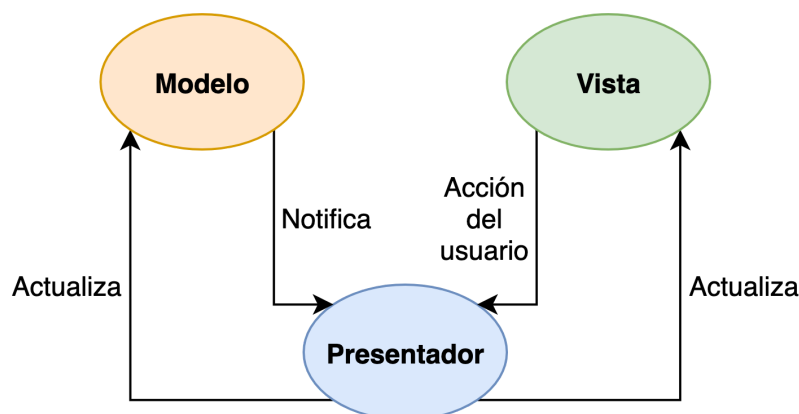 Modelo
Vista
Notifica
Acción
del
usuario
Actualiza
Actualiza
Presentador